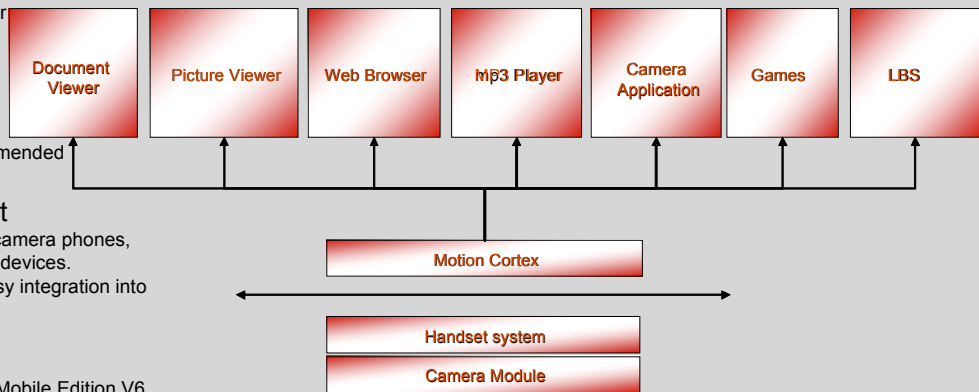 r
Document
Viewer
Picture Viewer
Web Browser
mp3 Player
Camera
Application
Games
LBS
mended
t
camera phones,
devices.
sy integration into
Motion Cortex
Handset system
Camera Module
Mobile Edition V6